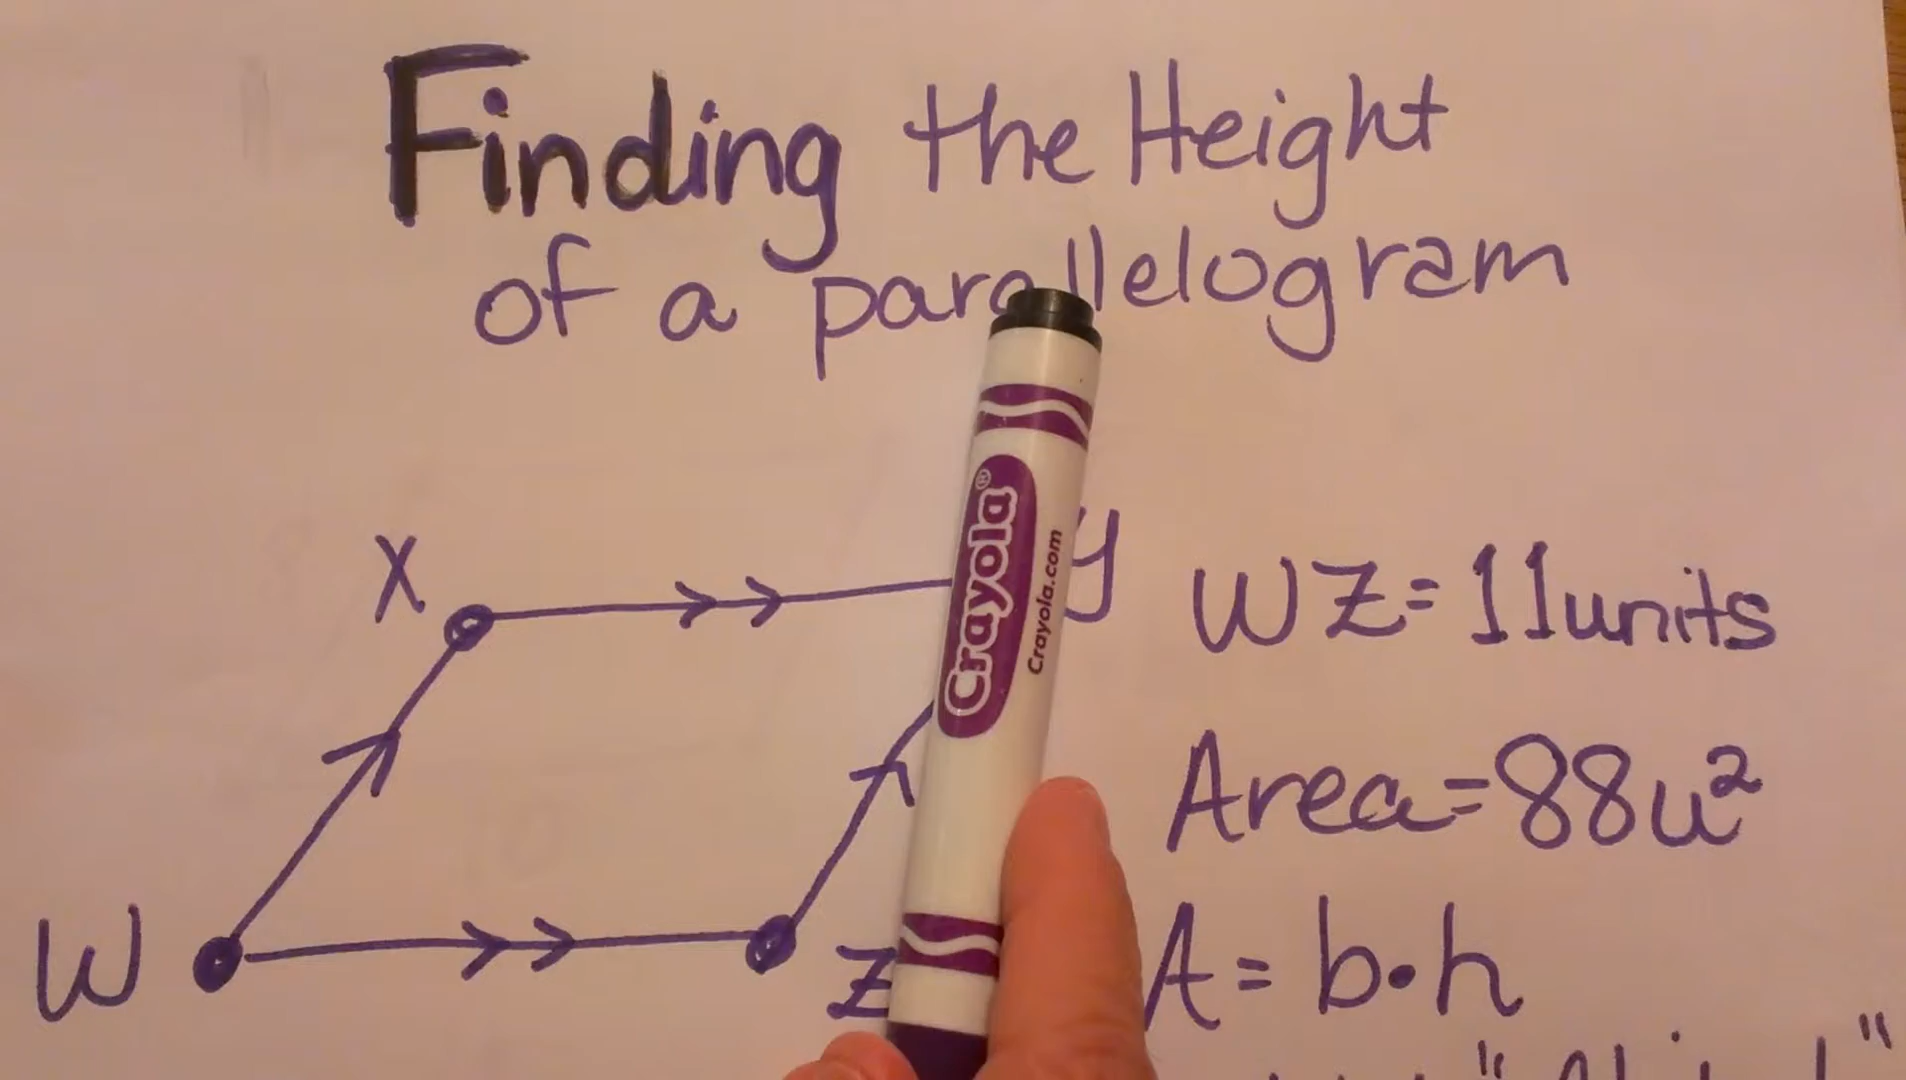 Finding the Height
of a parallelogram
X
y
WZ = 11 units
Crayola®
Crayola.com
Area = 88u²
W
Z
A = b·h